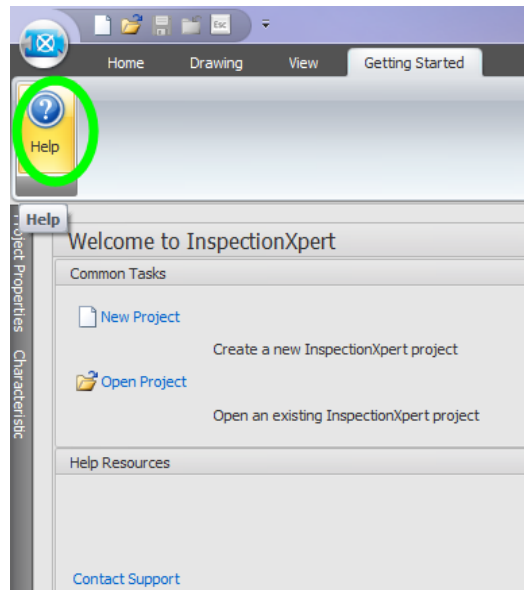 Esc
Home Drawing View Getting Started
Help
Help
Project Properties Characteristic
Welcome to InspectionXpert
Common Tasks
New Project
Create a new InspectionXpert project
Open Project
Open an existing InspectionXpert project
Help Resources
Contact Support